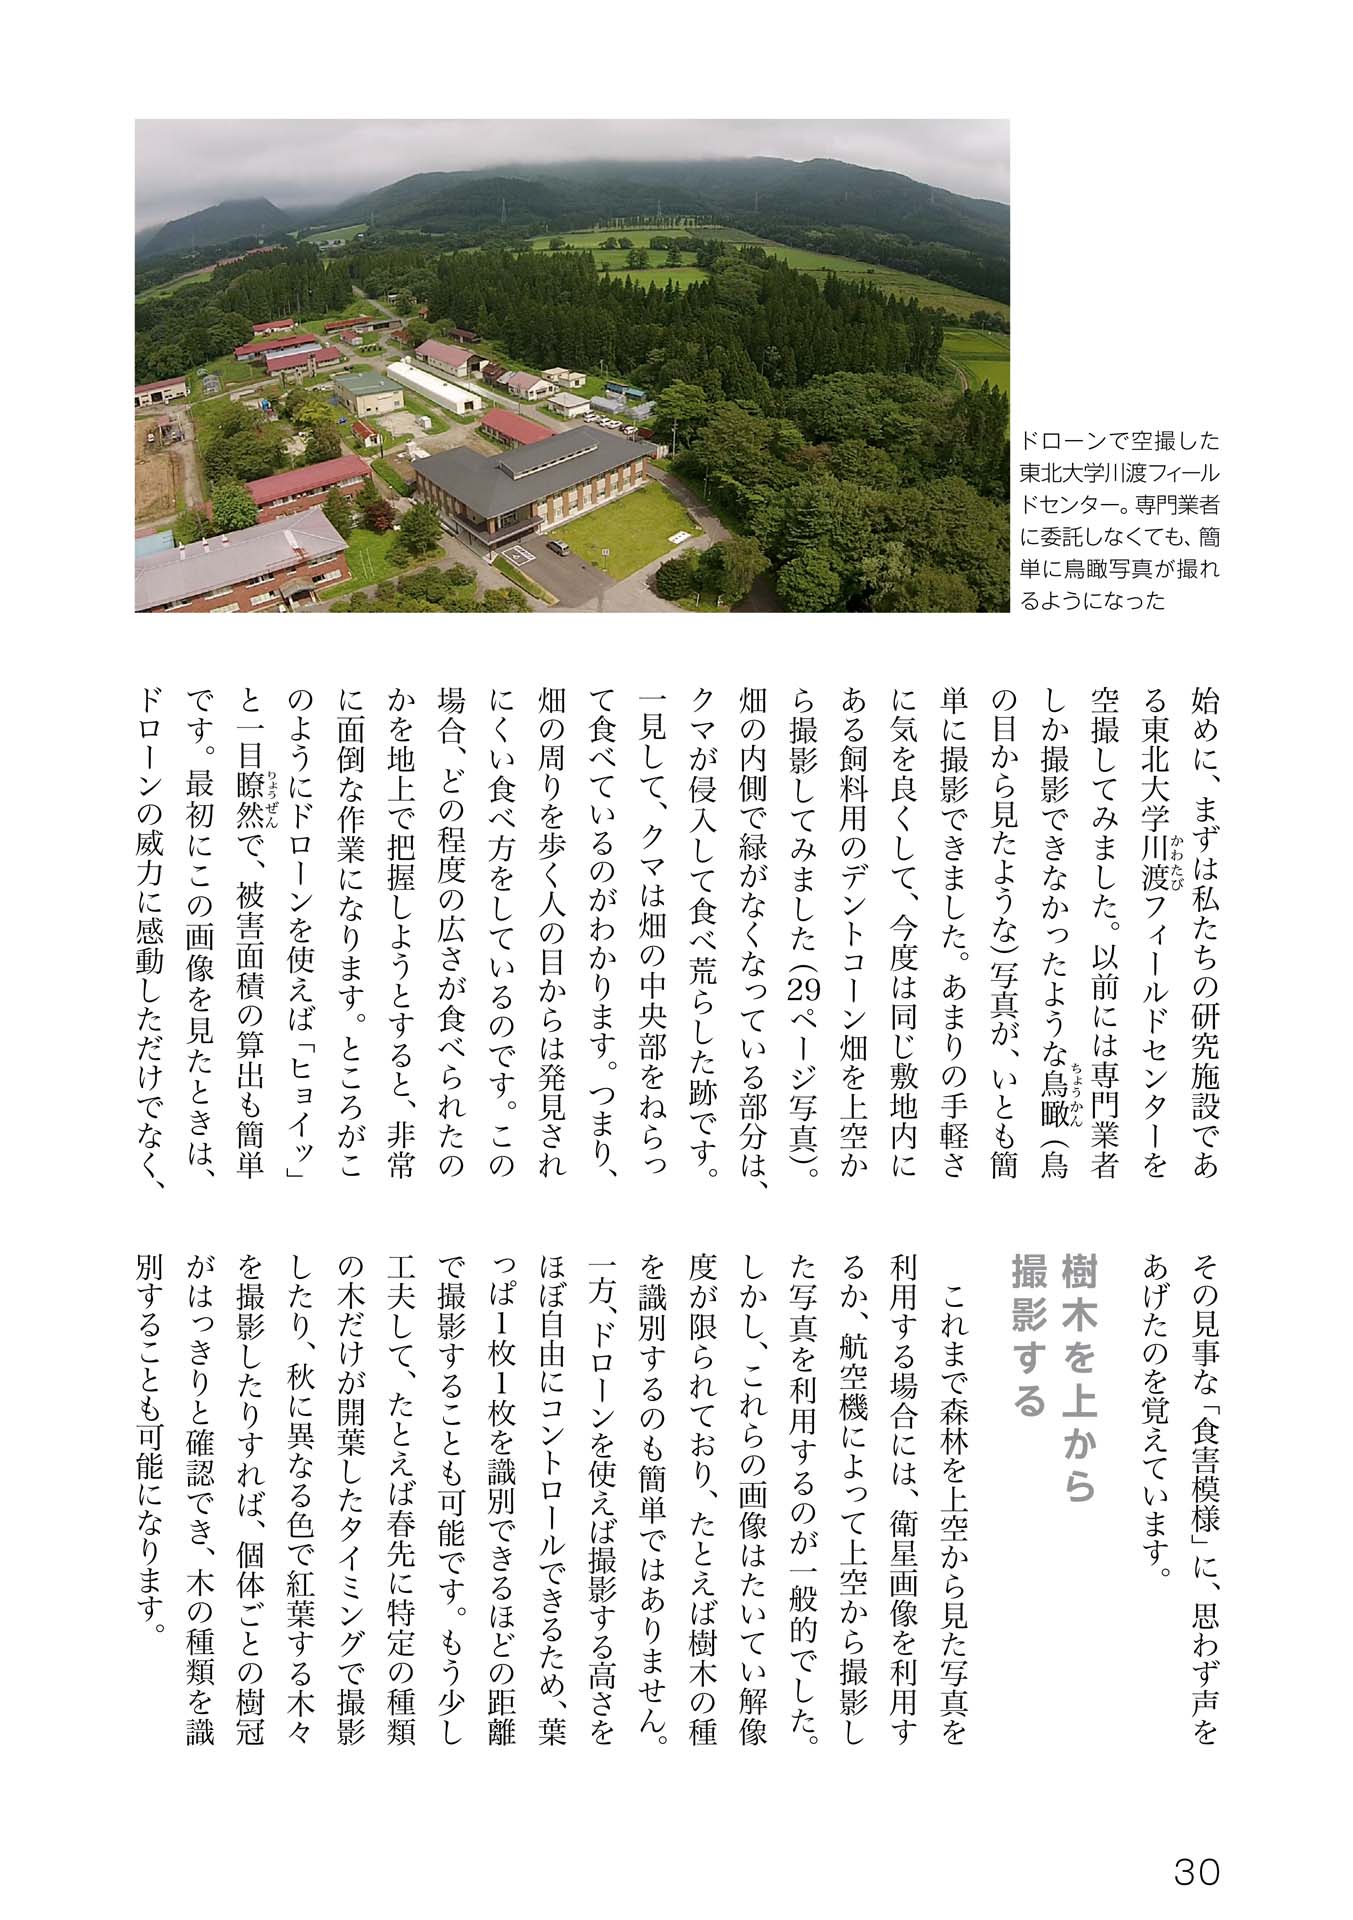 ドローンで空撮した
東北大学川渡フィール
ドセンター。専門業者
に委託しなくても、簡
単に鳥瞰写真が撮れ
るようになった
始めに、まずは私たちの研究施設であ
る東北大学川渡フィールドセンターを
かわたび
空撮してみました。以前には専門業者
しか撮影できなかったような鳥瞰（鳥
ちょうかん
の目から見たような）写真が、いとも簡
単に撮影できました。あまりの手軽さ
に気を良くして、今度は同じ敷地内に
ある飼料用のデントコーン畑を上空か
ら撮影してみました（29ページ写真）。
畑の内側で緑がなくなっている部分は、
クマが侵入して食べ荒らした跡です。
一見して、クマは畑の中央部をねらっ
て食べているのがわかります。つまり、
畑の周りを歩く人の目からは発見され
にくい食べ方をしているのです。この
場合、どの程度の広さが食べられたの
かを地上で把握しようとすると、非常
に面倒な作業になります。ところがこ
のようにドローンを使えば「ヒョイッ」
と一目瞭然で、被害面積の算出も簡単
りょうぜん
です。最初にこの画像を見たときは、
ドローンの威力に感動しただけでなく、
その見事な「食害模様」に、思わず声を
あげたのを覚えています。
樹木を上から
撮影する
これまで森林を上空から見た写真を
利用する場合には、衛星画像を利用す
るか、航空機によって上空から撮影し
た写真を利用するのが一般的でした。
しかし、これらの画像はたいてい解像
度が限られており、たとえば樹木の種
を識別するのも簡単ではありません。
一方、ドローンを使えば撮影する高さを
ほぼ自由にコントロールできるため、葉
っぱ1枚1枚を識別できるほどの距離
で撮影することも可能です。もう少し
工夫して、たとえば春先に特定の種類
の木だけが開葉したタイミングで撮影
したり、秋に異なる色で紅葉する木々
を撮影したりすれば、個体ごとの樹冠
がはっきりと確認でき、木の種類を識
別することも可能になります。
30